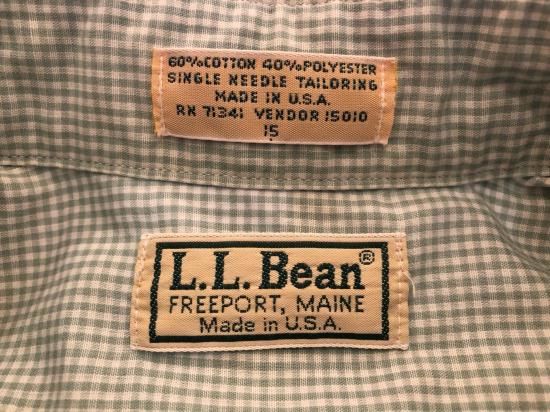 60% COTTON 40% POLYESTER
SINGLE NEEDLE TAILORING
MADE IN U.S.A.
RN 71341 VENDOR 15010
15
L.L.Bean®
FREEPORT, MAINE
Made in U.S.A.